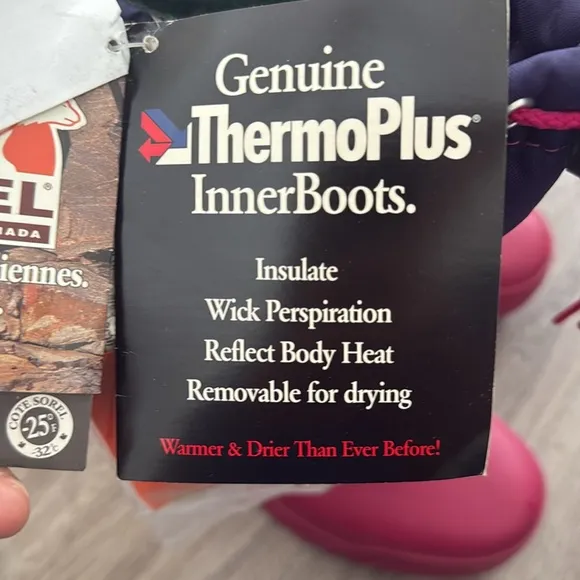 Genuine
ThermoPlus®
InnerBoots.
Insulate
Wick Perspiration
Reflect Body Heat
Removable for drying
Warmer & Drier Than Ever Before!
EL®
NADA
iennes.
COTE SOREL
-25°F
-32°C